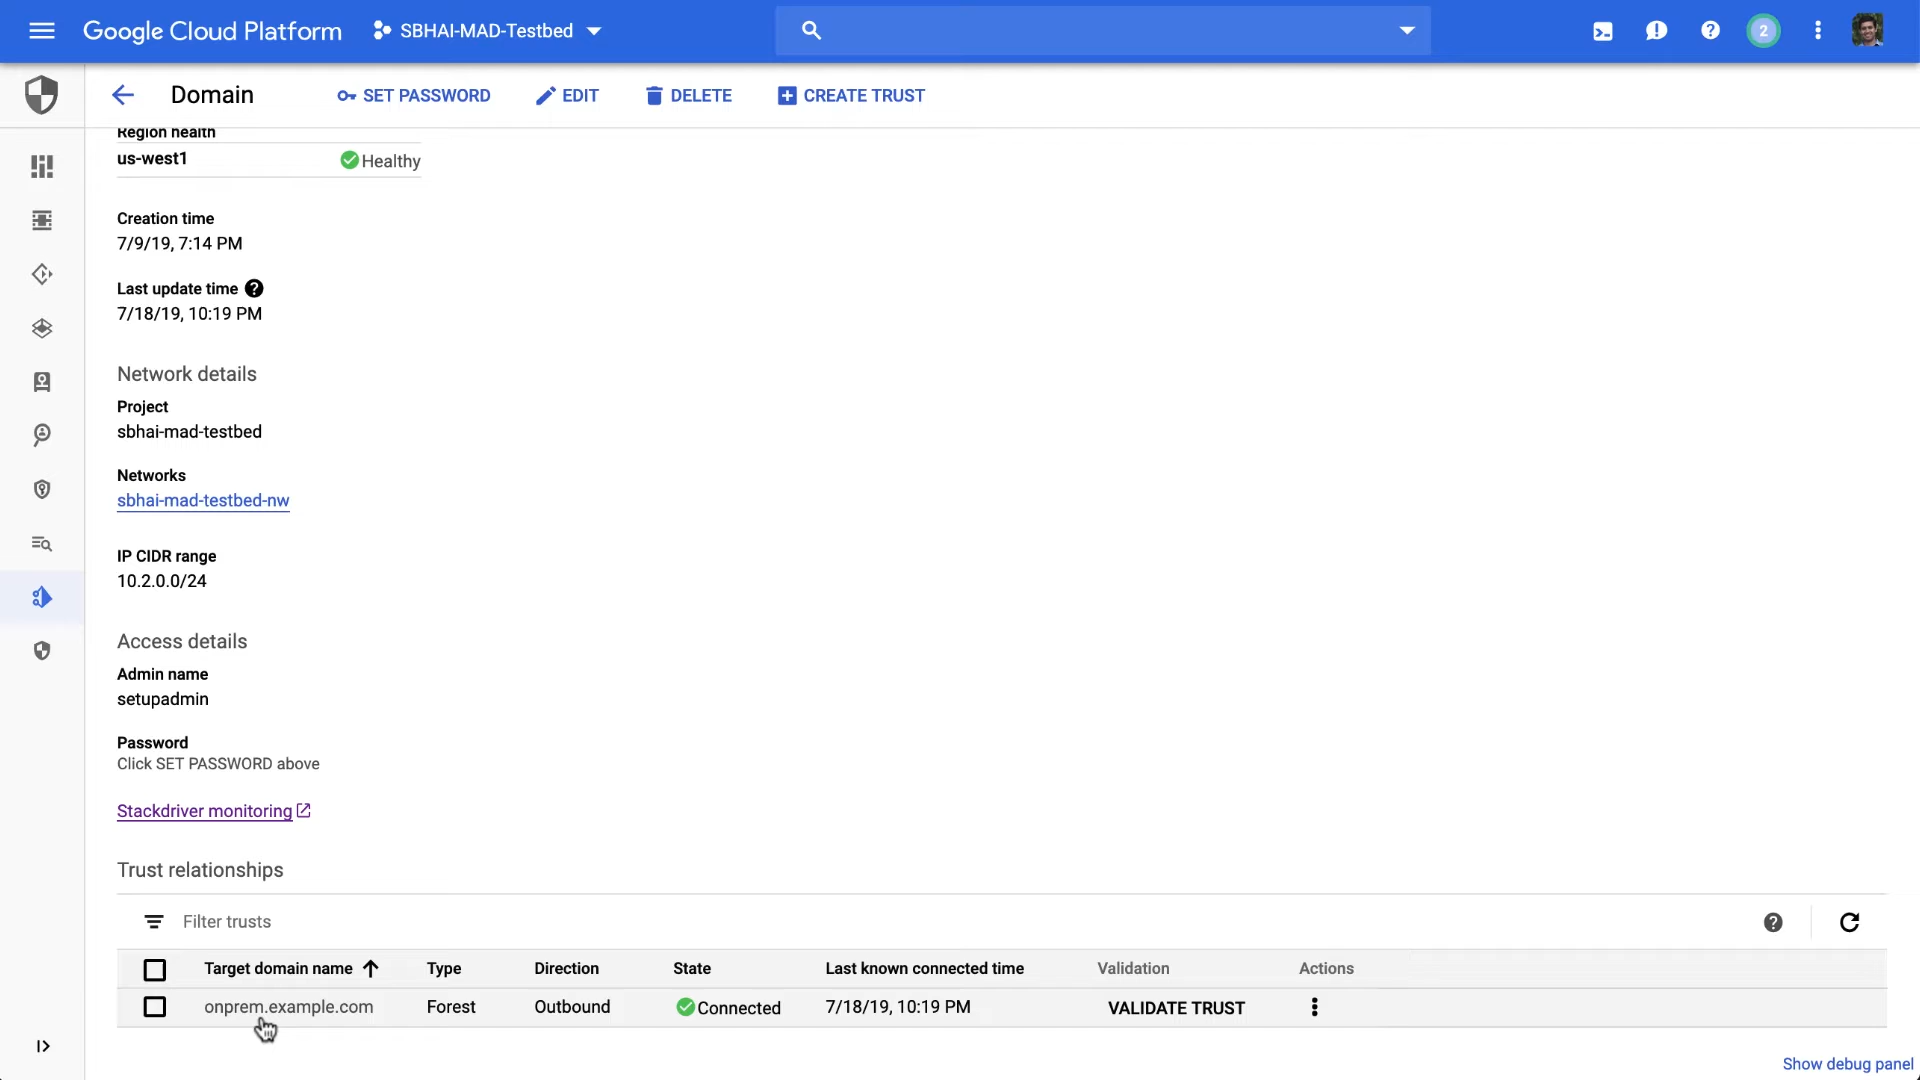 Google Cloud Platform
SBHAI-MAD-Testbed
2
Domain
SET PASSWORD
EDIT
DELETE
CREATE TRUST
Region health
us-west1
Healthy
Creation time
7/9/19, 7:14 PM
Last update time
7/18/19, 10:19 PM
Network details
Project
sbhai-mad-testbed
Networks
sbhai-mad-testbed-nw
IP CIDR range
10.2.0.0/24
Access details
Admin name
setupadmin
Password
Click SET PASSWORD above
Stackdriver monitoring
Trust relationships
Filter trusts
Target domain name Type Direction State Last known connected time Validation Actions
onprem.example.com Forest Outbound Connected 7/18/19, 10:19 PM VALIDATE TRUST
Show debug panel